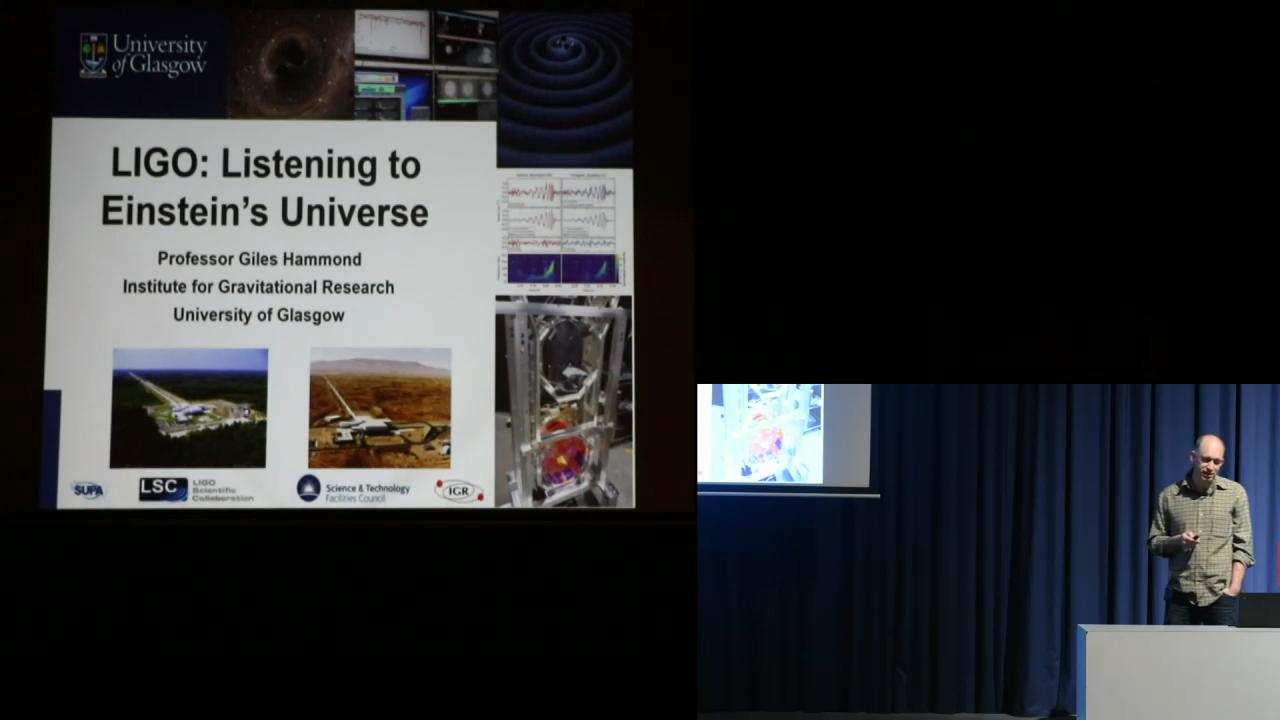 University
of Glasgow
LIGO: Listening to
Einstein's Universe
Professor Giles Hammond
Institute for Gravitational Research
University of Glasgow
SUPA
LSC
LIGO
Scientific
Collaboration
Science & Technology
Facilities Council
IGR